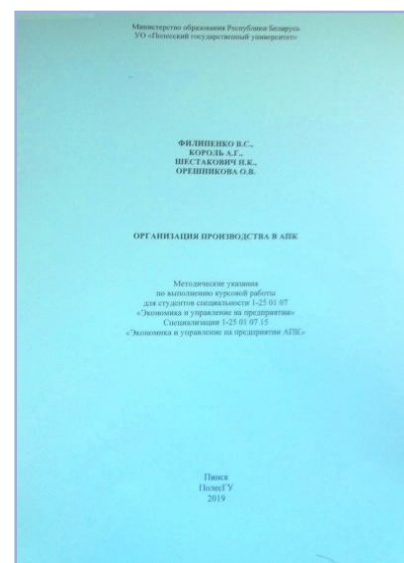 Министерство образования Республики Беларусь
УО «Полесский государственный университет»
ФИЛИПЕНКО В.С.,
КОРОЛЬ А.Г.,
ШЕСТАКОВИЧ Н.К.,
ОРЕШНИКОВА О.В.
ОРГАНИЗАЦИЯ ПРОИЗВОДСТВА В АПК
Методические указания
по выполнению курсовой работы
для студентов специальности 1-25 01 07
«Экономика и управление на предприятии»
Специализации 1-25 01 07 15
«Экономика и управление на предприятии АПК»
Пинск
ПолесГУ
2019